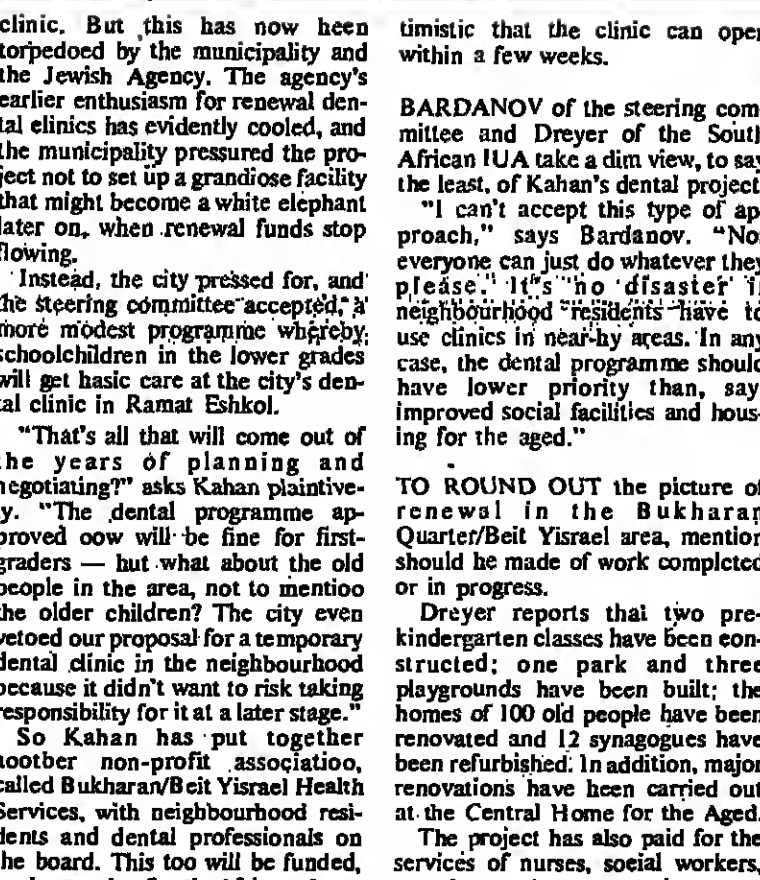 clinic. But this has now heen
torpedoed by the municipality and
the Jewish Agency. The agency's
earlier enthusiasm for renewal den-
tal elinics has evidently cooled, and
the municipality pressured the pro-
ject not to set up a grandiose facility
that might become a white elephant
later on, when renewal funds stop
flowing.
Instead, the city pressed for, and
the steering committee accepted, a
more modest programme whereby
schoolchildren in the lower grades
will get hasic care at the city's den-
tal clinic in Ramat Eshkol.
"That's all that will come out of
the years of planning and
negotiating?" asks Kahan plaintive-
ly. "The dental programme ap-
proved oow will be fine for first-
graders — hut what about the old
people in the area, not to mentioo
the older children? The city even
vetoed our proposal for a temporary
dental clinic in the neighbourhood
because it didn't want to risk taking
responsibility for it at a later stage."
So Kahan has put together
aootber non-profit associatioo,
called Bukharan/Beit Yisrael Health
Services, with neighbourhood resi-
dents and dental professionals on
the board. This too will be funded,
timistic that the clinic can open
within a few weeks.
BARDANOV of the steering com-
mittee and Dreyer of the South
African IUA take a dim view, to say
the least, of Kahan's dental project.
"I can't accept this type of ap-
proach," says Bardanov. "Not
everyone can just do whatever they
please." It's no disaster if
neighbourhood residents have to
use clinics in near-hy areas. In any
case, the dental programme should
have lower priority than, say
improved social facilities and hous-
ing for the aged."
TO ROUND OUT the picture of
renewal in the Bukharan
Quarter/Beit Yisrael area, mention
should he made of work completed
or in progress.
Dreyer reports thai two pre-
kindergarten classes have been eon-
structed; one park and three
playgrounds have been built; the
homes of 100 old people have been
renovated and 12 synagogues have
been refurbished. In addition, major
renovations have heen carried out
at the Central Home for the Aged.
The project has also paid for the
services of nurses, soeial workers,